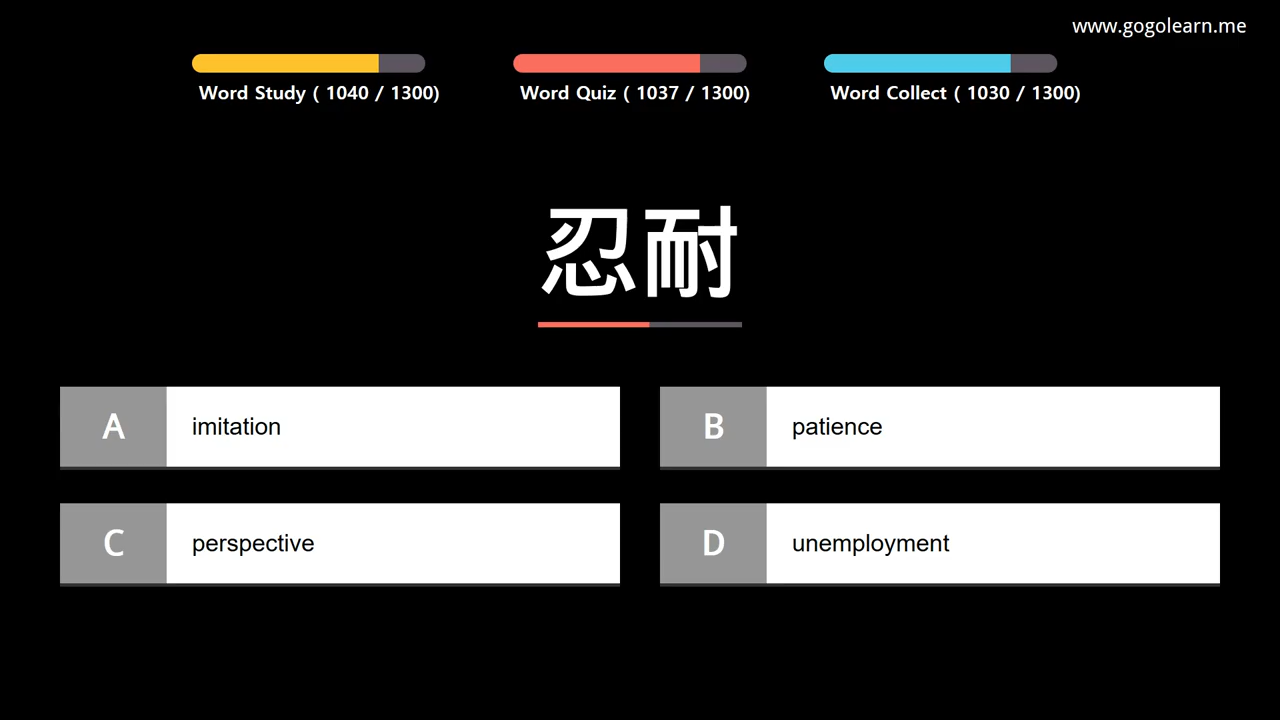 www.gogolearn.me
Word Study ( 1040 / 1300)
Word Quiz ( 1037 / 1300)
Word Collect ( 1030 / 1300)
忍耐
A imitation
B patience
C perspective
D unemployment